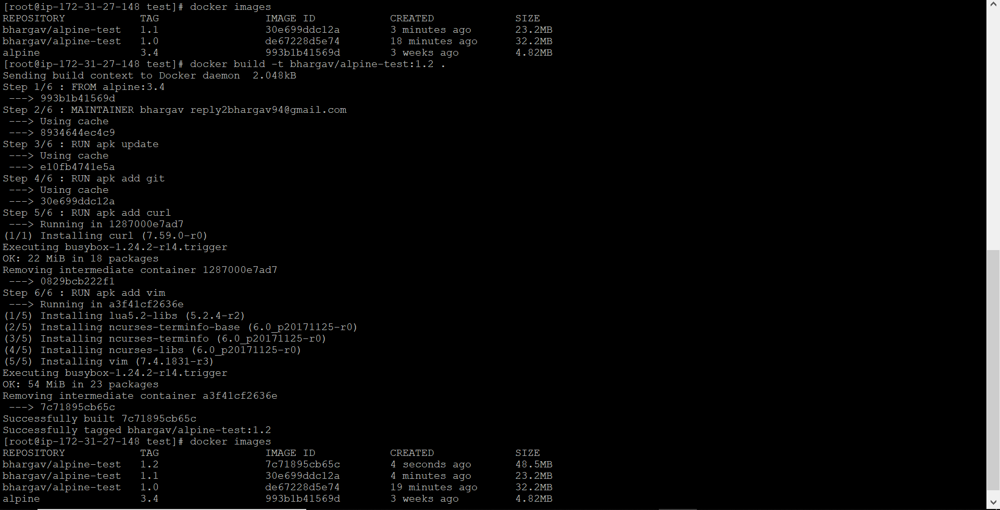 [root@ip-172-31-27-148 test]# docker images
REPOSITORY            TAG                 IMAGE ID            CREATED             SIZE
bhargav/alpine-test   1.1                 30e699ddc12a        3 minutes ago       23.2MB
bhargav/alpine-test   1.0                 de67228d5e74        18 minutes ago      32.2MB
alpine                3.4                 993b1b41569d        3 weeks ago         4.82MB
[root@ip-172-31-27-148 test]# docker build -t bhargav/alpine-test:1.2 .
Sending build context to Docker daemon  2.048kB
Step 1/6 : FROM alpine:3.4
 ---> 993b1b41569d
Step 2/6 : MAINTAINER bhargav reply2bhargav94@gmail.com
 ---> Using cache
 ---> 8934644ec4c9
Step 3/6 : RUN apk update
 ---> Using cache
 ---> e10fb4741e5a
Step 4/6 : RUN apk add git
 ---> Using cache
 ---> 30e699ddc12a
Step 5/6 : RUN apk add curl
 ---> Running in 1287000e7ad7
(1/1) Installing curl (7.59.0-r0)
Executing busybox-1.24.2-r14.trigger
OK: 22 MiB in 18 packages
Removing intermediate container 1287000e7ad7
 ---> 0829bcb222f1
Step 6/6 : RUN apk add vim
 ---> Running in a3f41cf2636e
(1/5) Installing lua5.2-libs (5.2.4-r2)
(2/5) Installing ncurses-terminfo-base (6.0_p20171125-r0)
(3/5) Installing ncurses-terminfo (6.0_p20171125-r0)
(4/5) Installing ncurses-libs (6.0_p20171125-r0)
(5/5) Installing vim (7.4.1831-r3)
Executing busybox-1.24.2-r14.trigger
OK: 54 MiB in 23 packages
Removing intermediate container a3f41cf2636e
 ---> 7c71895cb65c
Successfully built 7c71895cb65c
Successfully tagged bhargav/alpine-test:1.2
[root@ip-172-31-27-148 test]# docker images
REPOSITORY            TAG                 IMAGE ID            CREATED             SIZE
bhargav/alpine-test   1.2                 7c71895cb65c        4 seconds ago       48.5MB
bhargav/alpine-test   1.1                 30e699ddc12a        4 minutes ago       23.2MB
bhargav/alpine-test   1.0                 de67228d5e74        19 minutes ago      32.2MB
alpine                3.4                 993b1b41569d        3 weeks ago         4.82MB